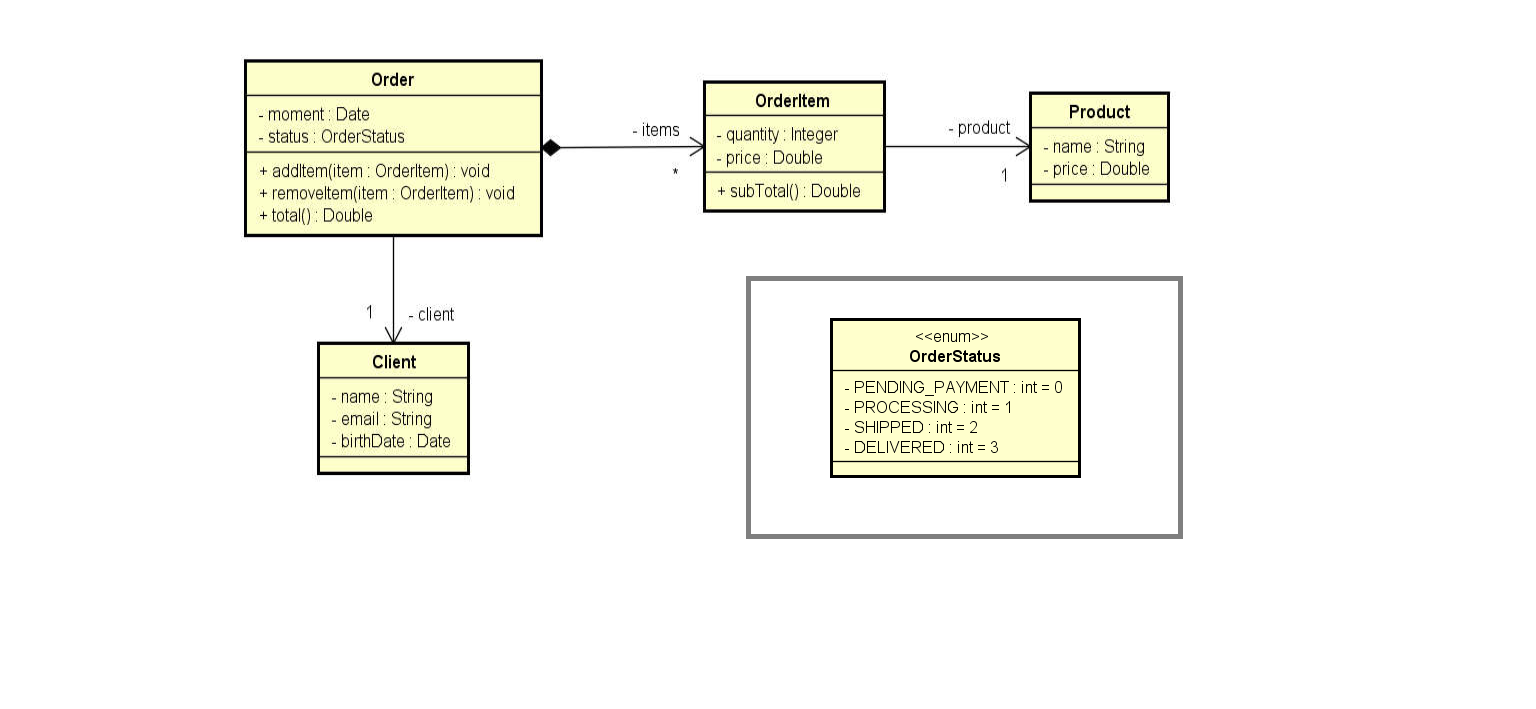 Order
- moment : Date
- status : OrderStatus
+ addItem(item : OrderItem) : void
+ removeItem(item : OrderItem) : void
+ total() : Double
- items
*
OrderItem
- quantity : Integer
- price : Double
+ subTotal() : Double
- product
1
Product
- name : String
- price : Double
1
- client
Client
- name : String
- email : String
- birthDate : Date
<<enum>>
OrderStatus
- PENDING_PAYMENT : int = 0
- PROCESSING : int = 1
- SHIPPED : int = 2
- DELIVERED : int = 3